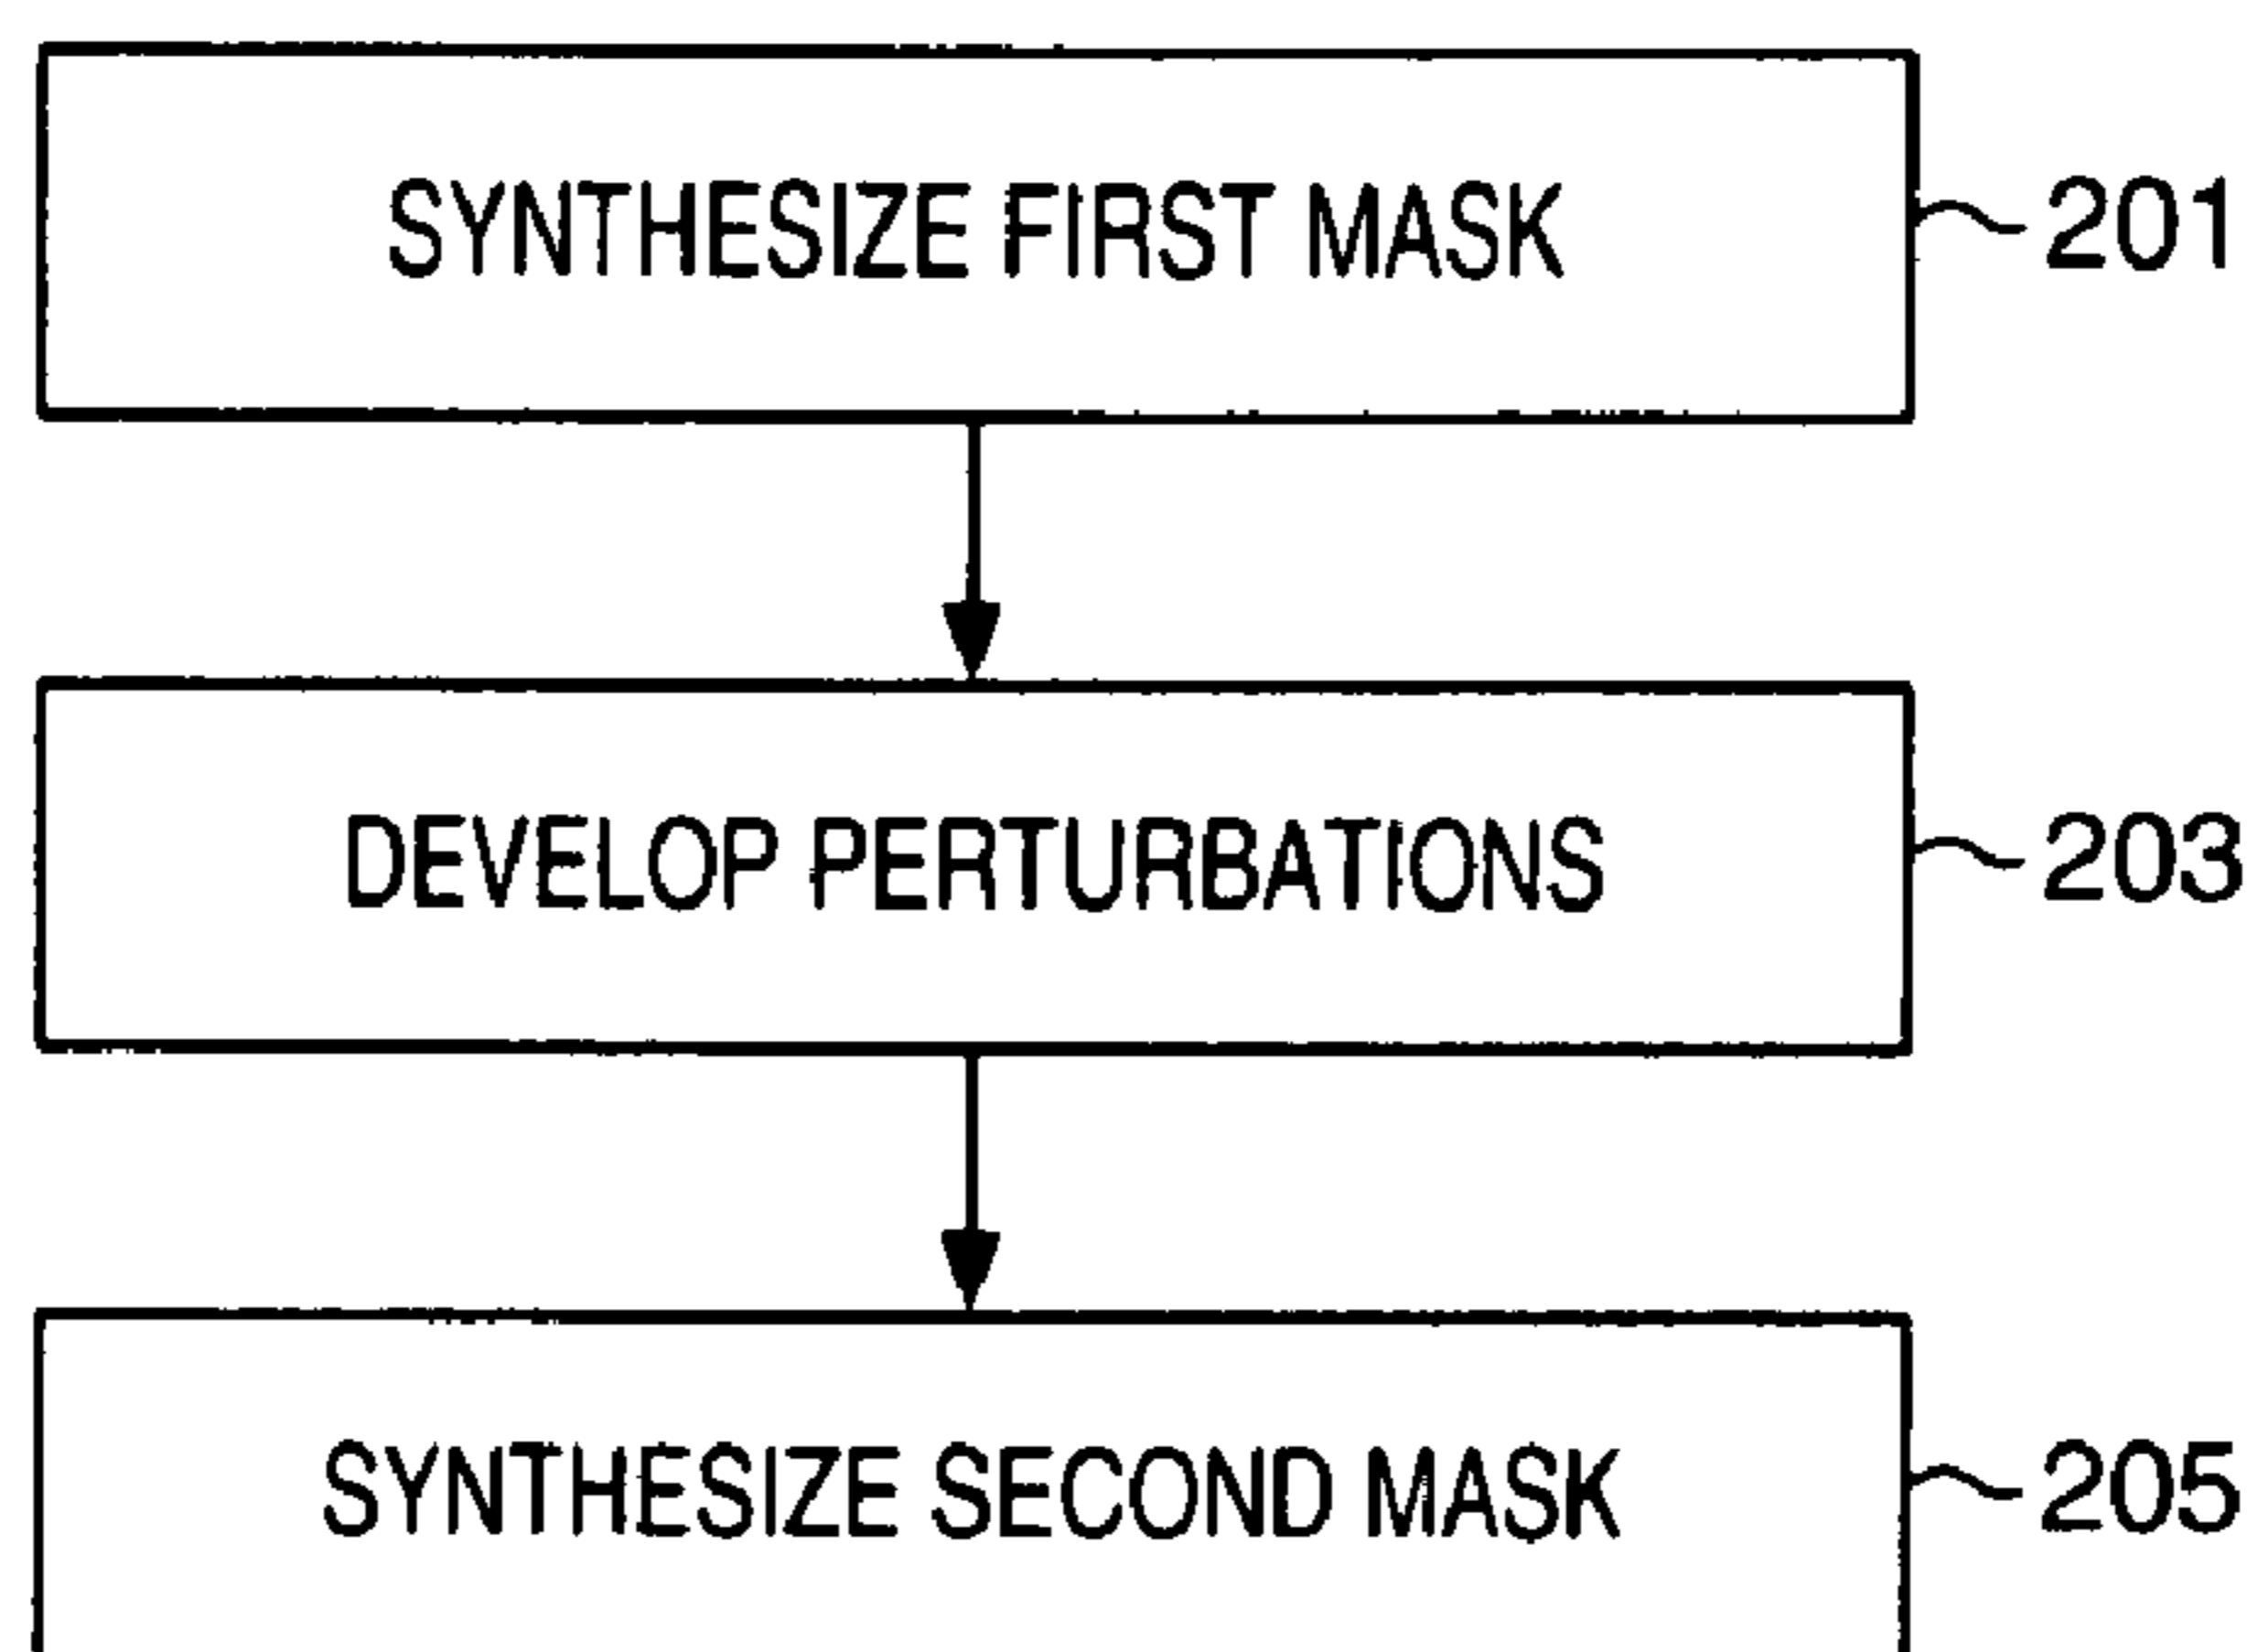 SYNTHESIZE FIRST MASK
201
DEVELOP PERTURBATIONS
203
SYNTHESIZE SECOND MASK
205